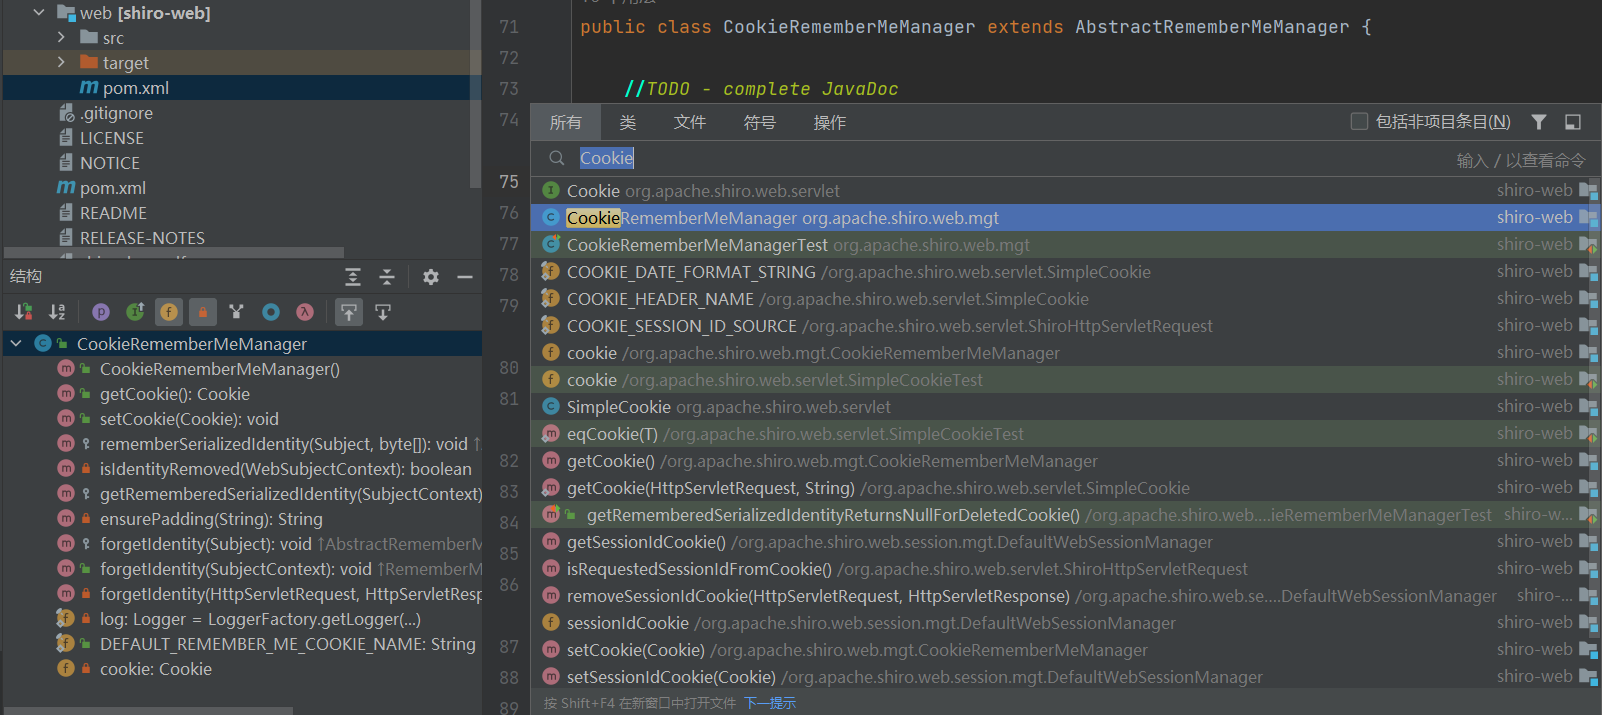 web [shiro-web]
src
target
pom.xml
.gitignore
LICENSE
NOTICE
pom.xml
README
RELEASE-NOTES
结构
CookieRememberMeManager
CookieRememberMeManager()
getCookie(): Cookie
setCookie(Cookie): void
rememberSerializedIdentity(Subject, byte[]): void ↑
isIdentityRemoved(WebSubjectContext): boolean
getRememberedSerializedIdentity(SubjectContext)
ensurePadding(String): String
forgetIdentity(Subject): void ↑AbstractRememberM
forgetIdentity(SubjectContext): void ↑RememberM
forgetIdentity(HttpServletRequest, HttpServletResp
log: Logger = LoggerFactory.getLogger(...)
DEFAULT_REMEMBER_ME_COOKIE_NAME: String
cookie: Cookie
71 public class CookieRememberMeManager extends AbstractRememberMeManager {
72
73 //TODO - complete JavaDoc
74
75
76
77
78
79
80
81
82
83
84
85
86
87
88
89
所有 类 文件 符号 操作 包括非项目条目(N)
Cookie 输入 / 以查看命令
Cookie org.apache.shiro.web.servlet shiro-web
CookieRememberMeManager org.apache.shiro.web.mgt shiro-web
CookieRememberMeManagerTest org.apache.shiro.web.mgt shiro-web
COOKIE_DATE_FORMAT_STRING /org.apache.shiro.web.servlet.SimpleCookie shiro-web
COOKIE_HEADER_NAME /org.apache.shiro.web.servlet.SimpleCookie shiro-web
COOKIE_SESSION_ID_SOURCE /org.apache.shiro.web.servlet.ShiroHttpServletRequest shiro-web
cookie /org.apache.shiro.web.mgt.CookieRememberMeManager shiro-web
cookie /org.apache.shiro.web.servlet.SimpleCookieTest shiro-web
SimpleCookie org.apache.shiro.web.servlet shiro-web
eqCookie(T) /org.apache.shiro.web.servlet.SimpleCookieTest shiro-web
getCookie() /org.apache.shiro.web.mgt.CookieRememberMeManager shiro-web
getCookie(HttpServletRequest, String) /org.apache.shiro.web.servlet.SimpleCookie shiro-web
getRememberedSerializedIdentityReturnsNullForDeletedCookie() /org.apache.shiro.web....ieRememberMeManagerTest shiro-w...
getSessionIdCookie() /org.apache.shiro.web.session.mgt.DefaultWebSessionManager shiro-web
isRequestedSessionIdFromCookie() /org.apache.shiro.web.servlet.ShiroHttpServletRequest shiro-web
removeSessionIdCookie(HttpServletRequest, HttpServletResponse) /org.apache.shiro.web.se....DefaultWebSessionManager shiro-...
sessionIdCookie /org.apache.shiro.web.session.mgt.DefaultWebSessionManager shiro-web
setCookie(Cookie) /org.apache.shiro.web.mgt.CookieRememberMeManager shiro-web
setSessionIdCookie(Cookie) /org.apache.shiro.web.session.mgt.DefaultWebSessionManager shiro-web
按 Shift+F4 在新窗口中打开文件 下一提示